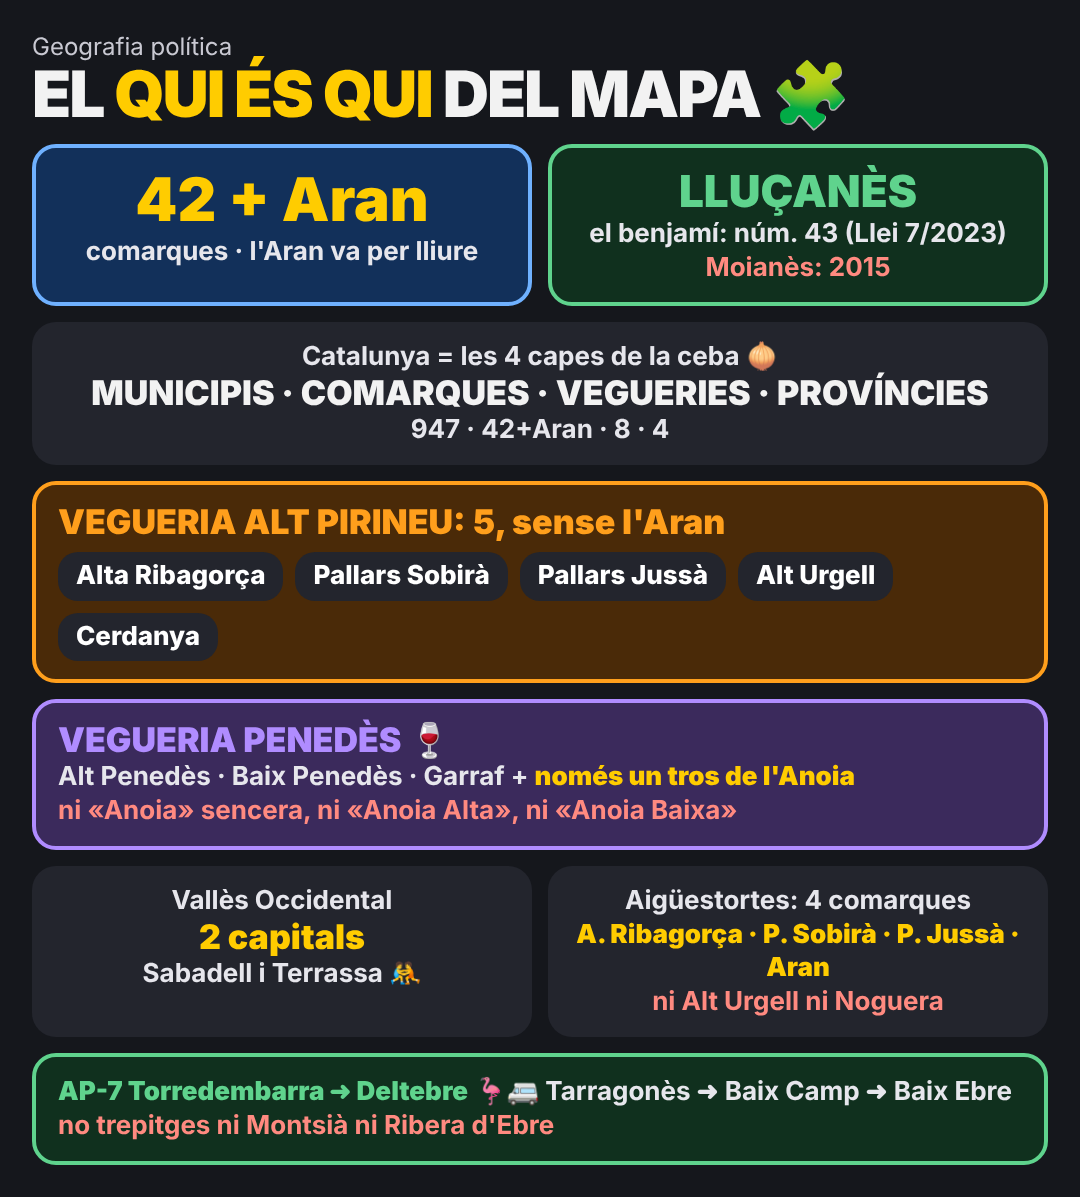 Geografia política
EL QUI ÉS QUI DEL MAPA 🧩
42 + Aran
comarques · l'Aran va per lliure
LLUÇANÈS
el benjamí: núm. 43 (Llei 7/2023)
Moianès: 2015
Catalunya = les 4 capes de la ceba 🧅
MUNICIPIS · COMARQUES · VEGUERIES · PROVÍNCIES
947 · 42+Aran · 8 · 4
VEGUERIA ALT PIRINEU: 5, sense l'Aran
Alta Ribagorça Pallars Sobirà Pallars Jussà Alt Urgell
Cerdanya
VEGUERIA PENEDÈS 🍷
Alt Penedès · Baix Penedès · Garraf + només un tros de l'Anoia
ni «Anoia» sencera, ni «Anoia Alta», ni «Anoia Baixa»
Vallès Occidental
2 capitals
Sabadell i Terrassa 🤼
Aigüestortes: 4 comarques
A. Ribagorça · P. Sobirà · P. Jussà ·
Aran
ni Alt Urgell ni Noguera
AP-7 Torredembarra ➜ Deltebre 🦩🚐 Tarragonès ➜ Baix Camp ➜ Baix Ebre
no trepitges ni Montsià ni Ribera d'Ebre